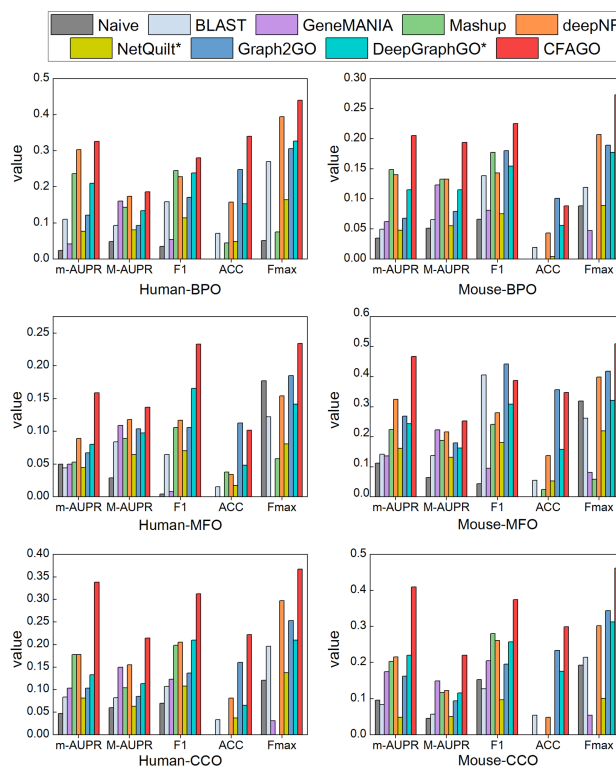 Naive BLAST GeneMANIA Mashup deepNF
NetQuilt* Graph2GO DeepGraphGO* CFAGO
0.5
0.4
0.3
0.2
0.1
0.0
value
m-AUPR M-AUPR F1 ACC Fmax
Human-BPO
0.30
0.25
0.20
0.15
0.10
0.05
0.00
value
m-AUPR M-AUPR F1 ACC Fmax
Mouse-BPO
0.25
0.20
0.15
0.10
0.05
0.00
value
m-AUPR M-AUPR F1 ACC Fmax
Human-MFO
0.6
0.5
0.4
0.3
0.2
0.1
0.0
value
m-AUPR M-AUPR F1 ACC Fmax
Mouse-MFO
0.40
0.35
0.30
0.25
0.20
0.15
0.10
0.05
0.00
value
m-AUPR M-AUPR F1 ACC Fmax
Human-CCO
0.5
0.4
0.3
0.2
0.1
0.0
value
m-AUPR M-AUPR F1 ACC Fmax
Mouse-CCO